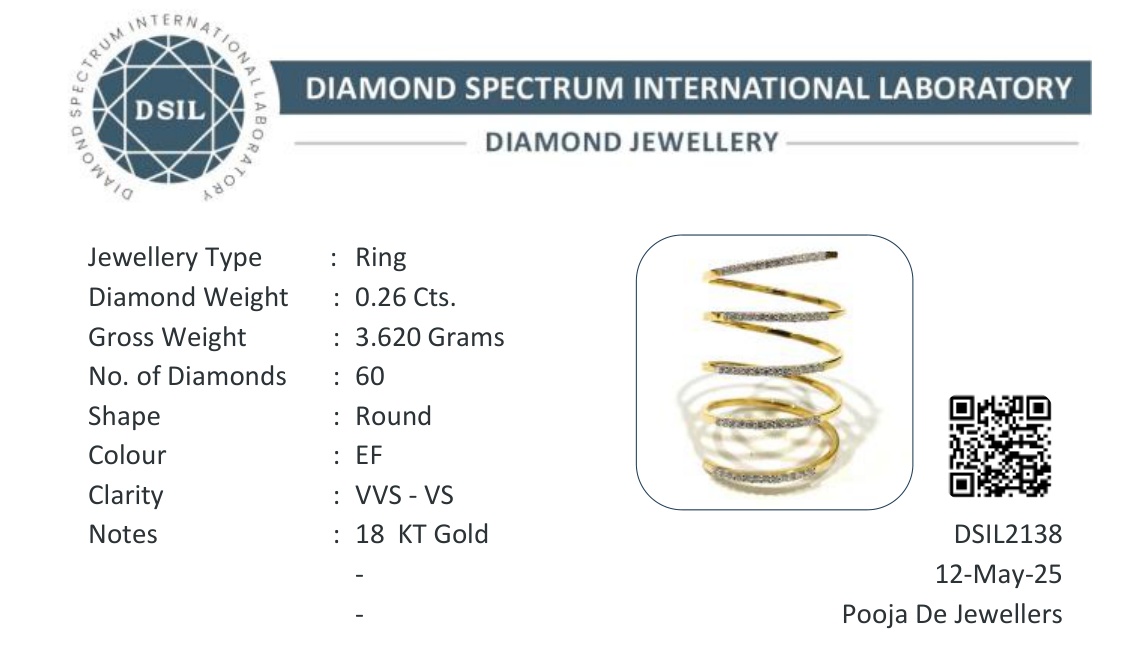 DIAMOND SPECTRUM INTERNATIONAL LABORATORY
DSIL
DIAMOND SPECTRUM INTERNATIONAL LABORATORY
DIAMOND JEWELLERY
Jewellery Type : Ring
Diamond Weight : 0.26 Cts.
Gross Weight : 3.620 Grams
No. of Diamonds : 60
Shape : Round
Colour : EF
Clarity : VVS - VS
Notes : 18 KT Gold
-
-
DSIL2138
12-May-25
Pooja De Jewellers